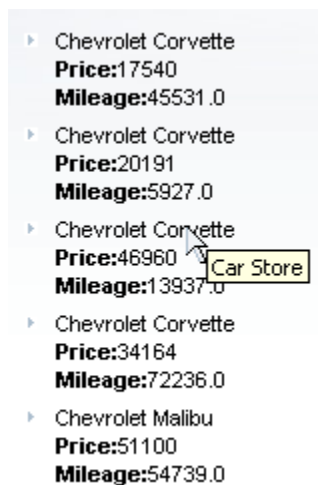 Chevrolet Corvette
Price:17540
Mileage:45531.0
Chevrolet Corvette
Price:20191
Mileage:5927.0
Chevrolet Corvette
Price:46960
Car Store
Mileage:13937.0
Chevrolet Corvette
Price:34164
Mileage:72236.0
Chevrolet Malibu
Price:51100
Mileage:54739.0